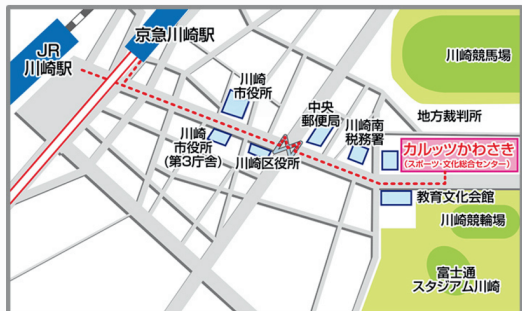 JR
川崎駅
京急川崎駅
川崎競馬場
川崎
市役所
中央
郵便局
地方裁判所
川崎南
税務署
カルッツかわさき
(スポーツ・文化総合センター)
川崎
市役所
(第3庁舎)
川崎区役所
教育文化会館
川崎競輪場
富士通
スタジアム川崎